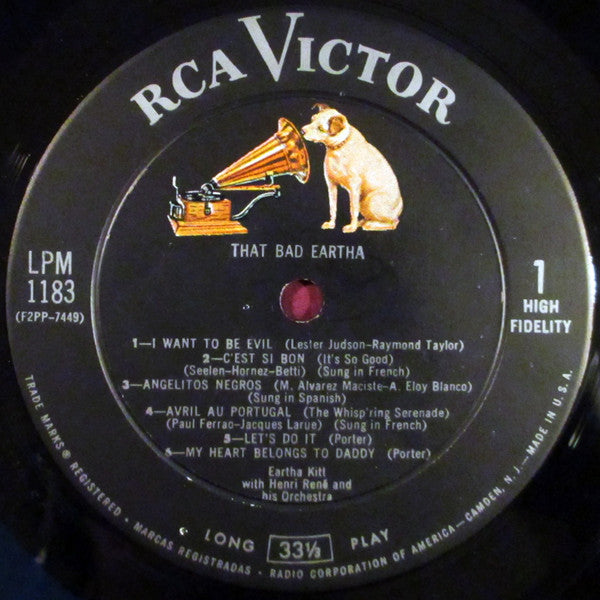 RCA VICTOR
THAT BAD EARTHA
LPM
1183
(F2PP-7449)
1
HIGH
FIDELITY
1—I WANT TO BE EVIL (Lester Judson-Raymond Taylor)
2—C'EST SI BON (It's So Good)
(Seelen-Hornez-Betti) (Sung in French)
3—ANGELITOS NEGROS (M. Alvarez Maciste-A. Eloy Blanco)
(Sung in Spanish)
4—AVRIL AU PORTUGAL (The Whisp'ring Serenade)
(Paul Ferrao-Jacques Larue) (Sung in French)
5—LET'S DO IT (Porter)
6—MY HEART BELONGS TO DADDY (Porter)
Eartha Kitt
with Henri René and
his Orchestra
LONG 33⅓ PLAY
TRADE MARKS ® REGISTERED • MARCAS REGISTRADAS • RADIO CORPORATION OF AMERICA—CAMDEN, N. J.—MADE IN U.S.A.